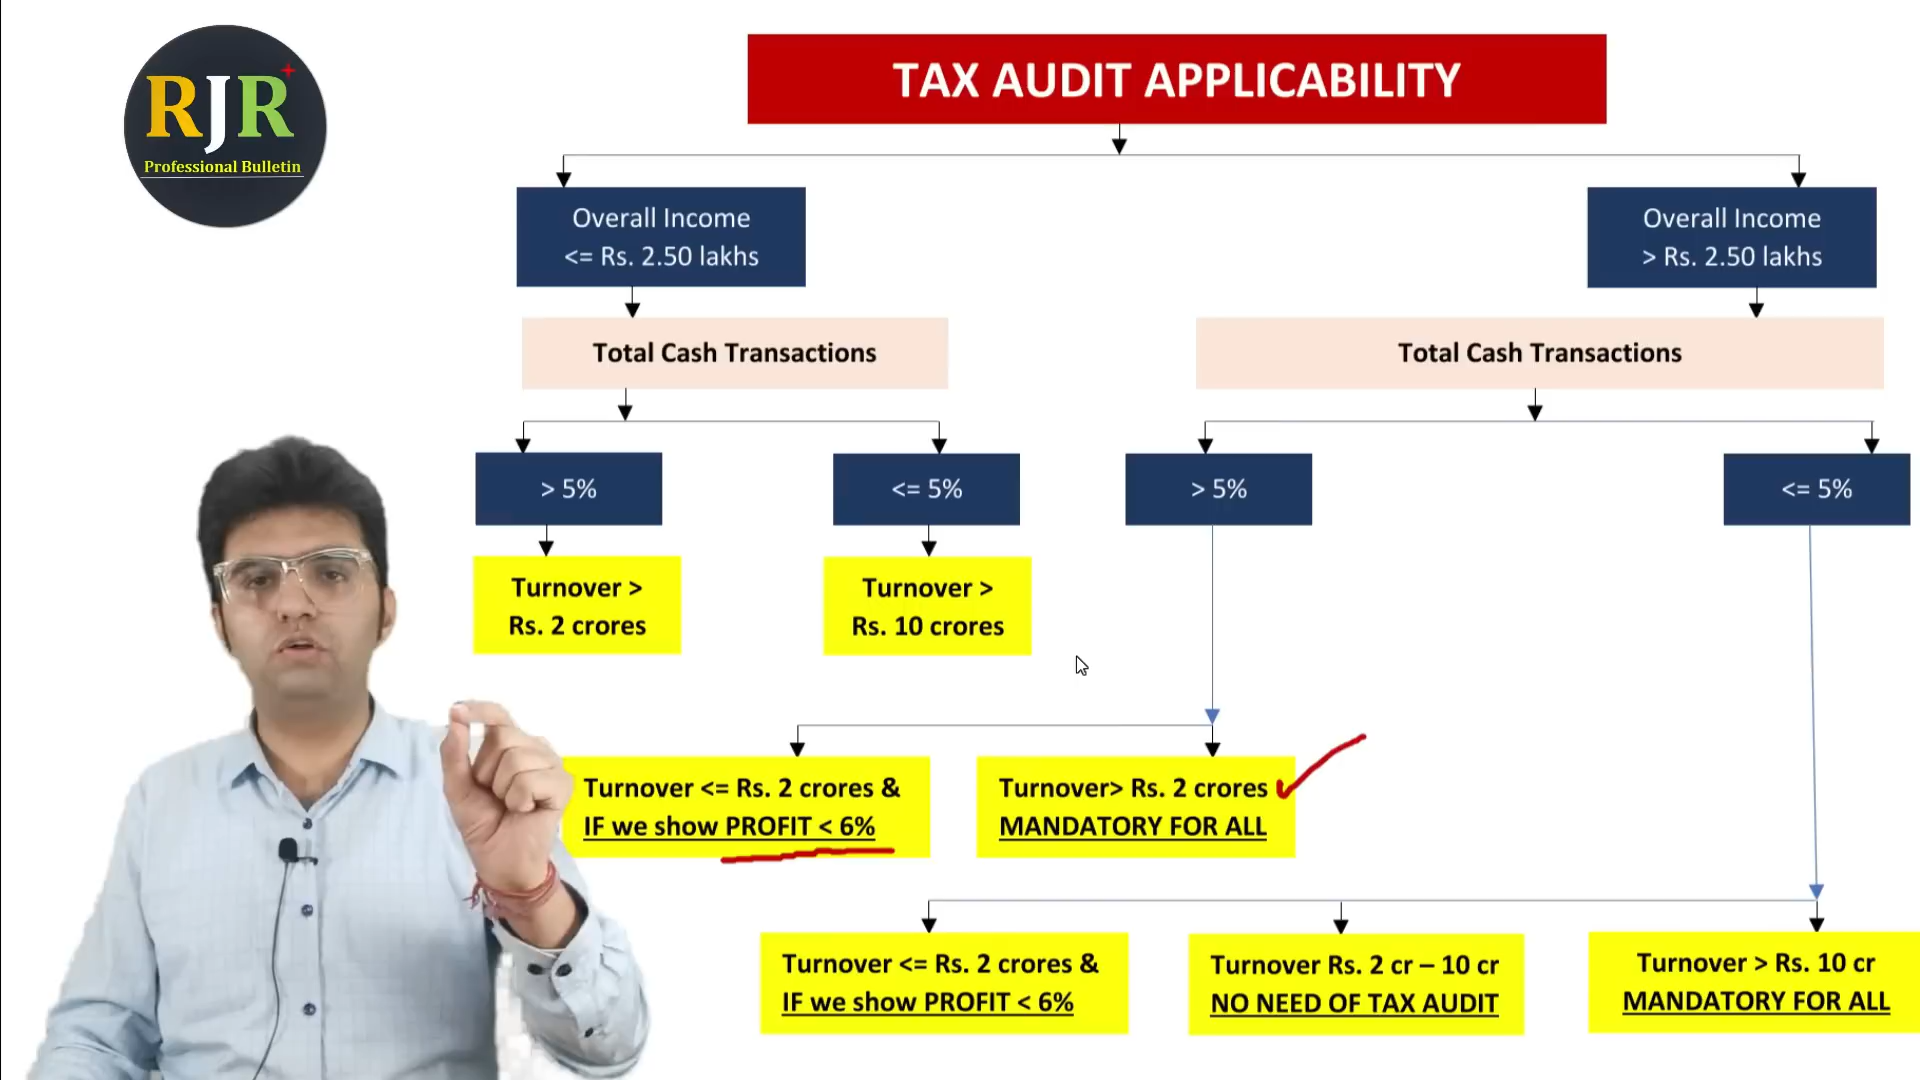 RJR
Professional Bulletin
TAX AUDIT APPLICABILITY
Overall Income
<= Rs. 2.50 lakhs
Overall Income
> Rs. 2.50 lakhs
Total Cash Transactions
Total Cash Transactions
> 5%
<= 5%
> 5%
<= 5%
Turnover >
Rs. 2 crores
Turnover >
Rs. 10 crores
Turnover <= Rs. 2 crores &
IF we show PROFIT < 6%
Turnover> Rs. 2 crores
MANDATORY FOR ALL
Turnover <= Rs. 2 crores &
IF we show PROFIT < 6%
Turnover Rs. 2 cr – 10 cr
NO NEED OF TAX AUDIT
Turnover > Rs. 10 cr
MANDATORY FOR ALL